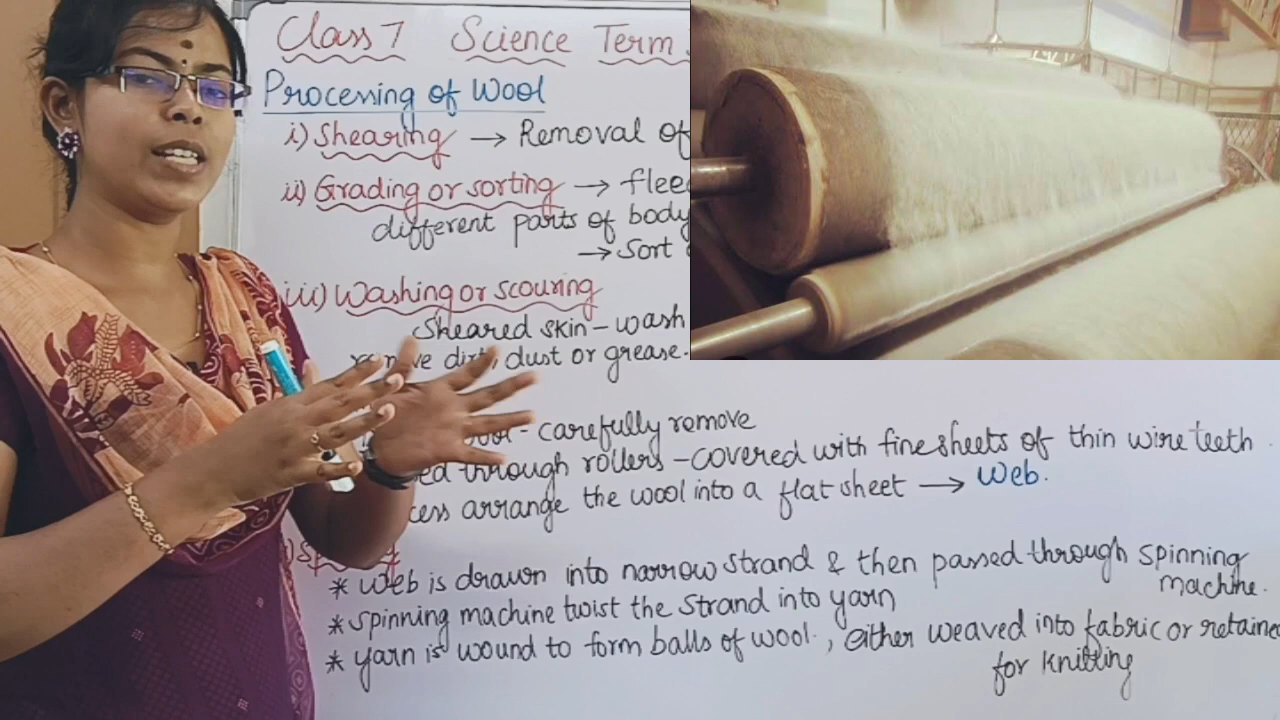 Class 7 Science Term
Processing of Wool
i) Shearing → Removal of
ii) Grading or sorting →
different parts of body
→ Sort
iii) Washing or scouring
Sheared skin - wash
dirt, dust or grease.
- carefully remove
through rollers - covered with fine sheets of thin wire teeth
arrange the wool into a flat sheet → Web.
* Web is drawn into narrow strand & then passed through spinning
machine.
* Spinning machine twist the strand into yarn
* Yarn is wound to form balls of wool., either weaved into fabric or retained
for knitting